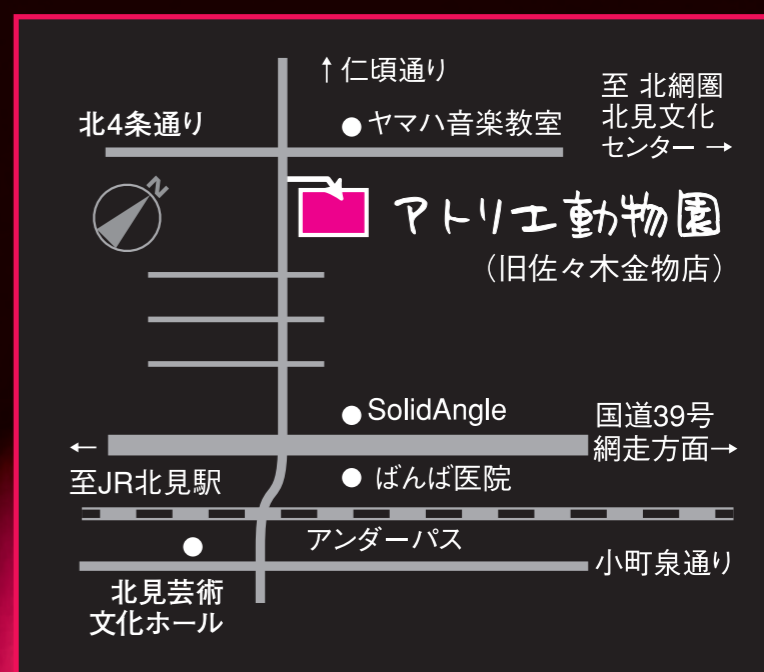 ↑仁頃通り
北4条通り
ヤマハ音楽教室
至 北網圏
北見文化
センター →
N
アトリエ動物園
（旧佐々木金物店）
SolidAngle
国道39号
網走方面→
←
至JR北見駅
ばんば医院
アンダーパス
小町泉通り
北見芸術
文化ホール